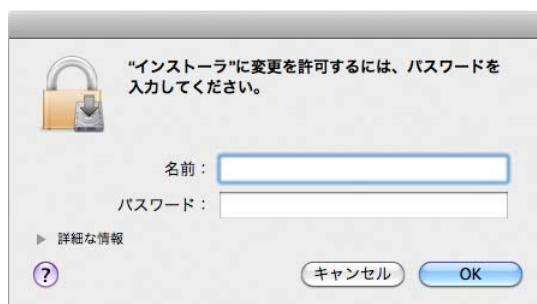 “インストーラ”に変更を許可するには、パスワードを
入力してください。
名前：
パスワード：
詳細な情報
?
キャンセル
OK